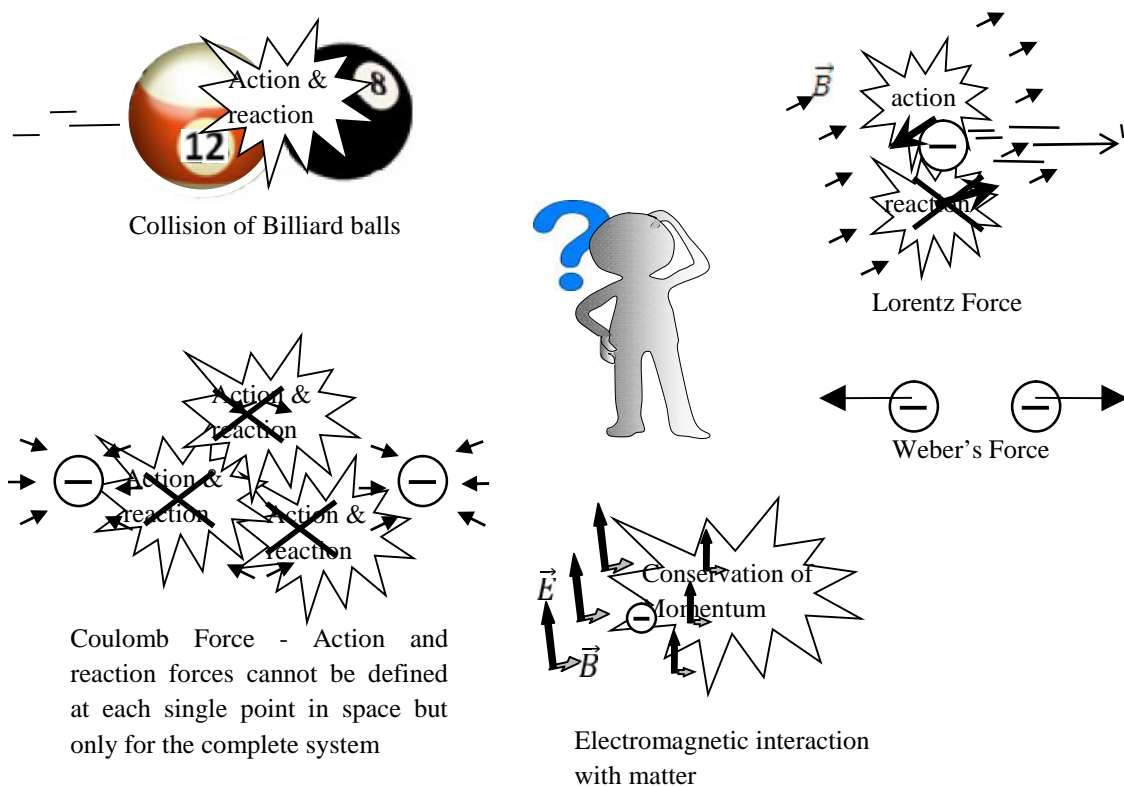 Action &
reaction
8
12
Collision of Billiard balls
B
action
reaction
Lorentz Force
Weber's Force
Action &
reaction
Action &
reaction
Action &
reaction
Coulomb Force - Action and
reaction forces cannot be defined
at each single point in space but
only for the complete system
?
E
B
Conservation of
Momentum
Electromagnetic interaction
with matter